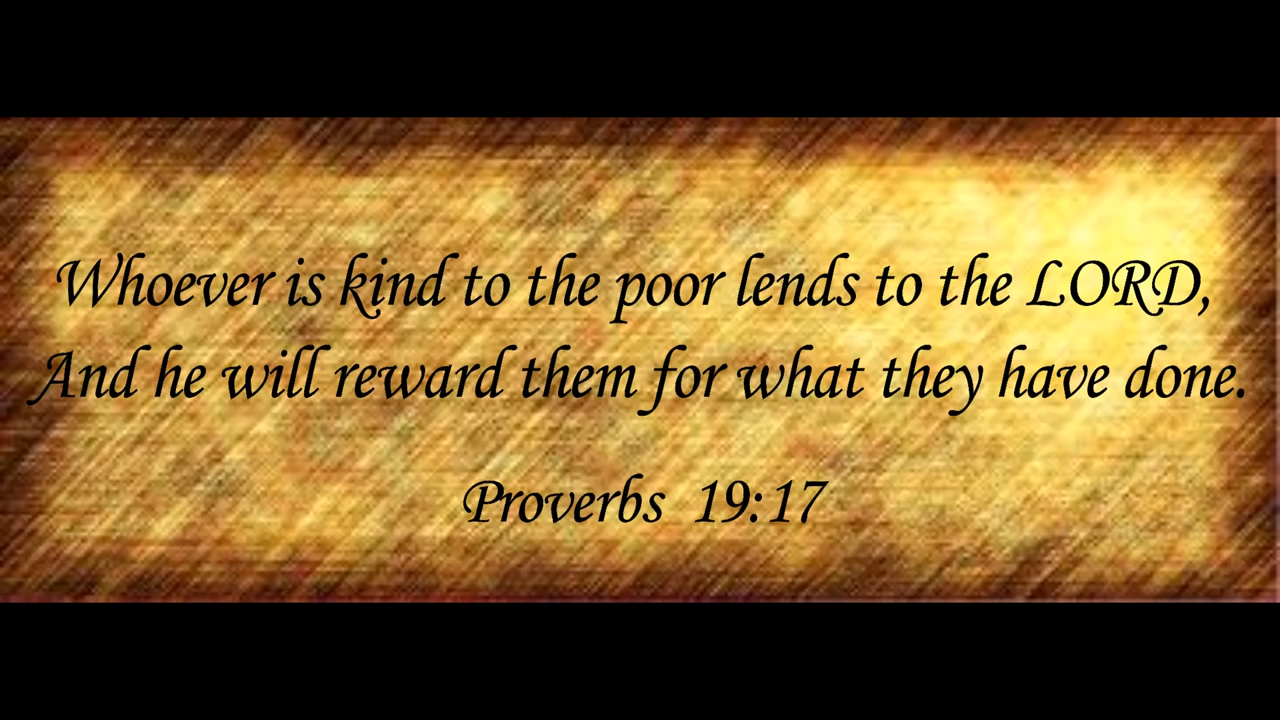 Whoever is kind to the poor lends to the LORD,
And he will reward them for what they have done.
Proverbs 19:17